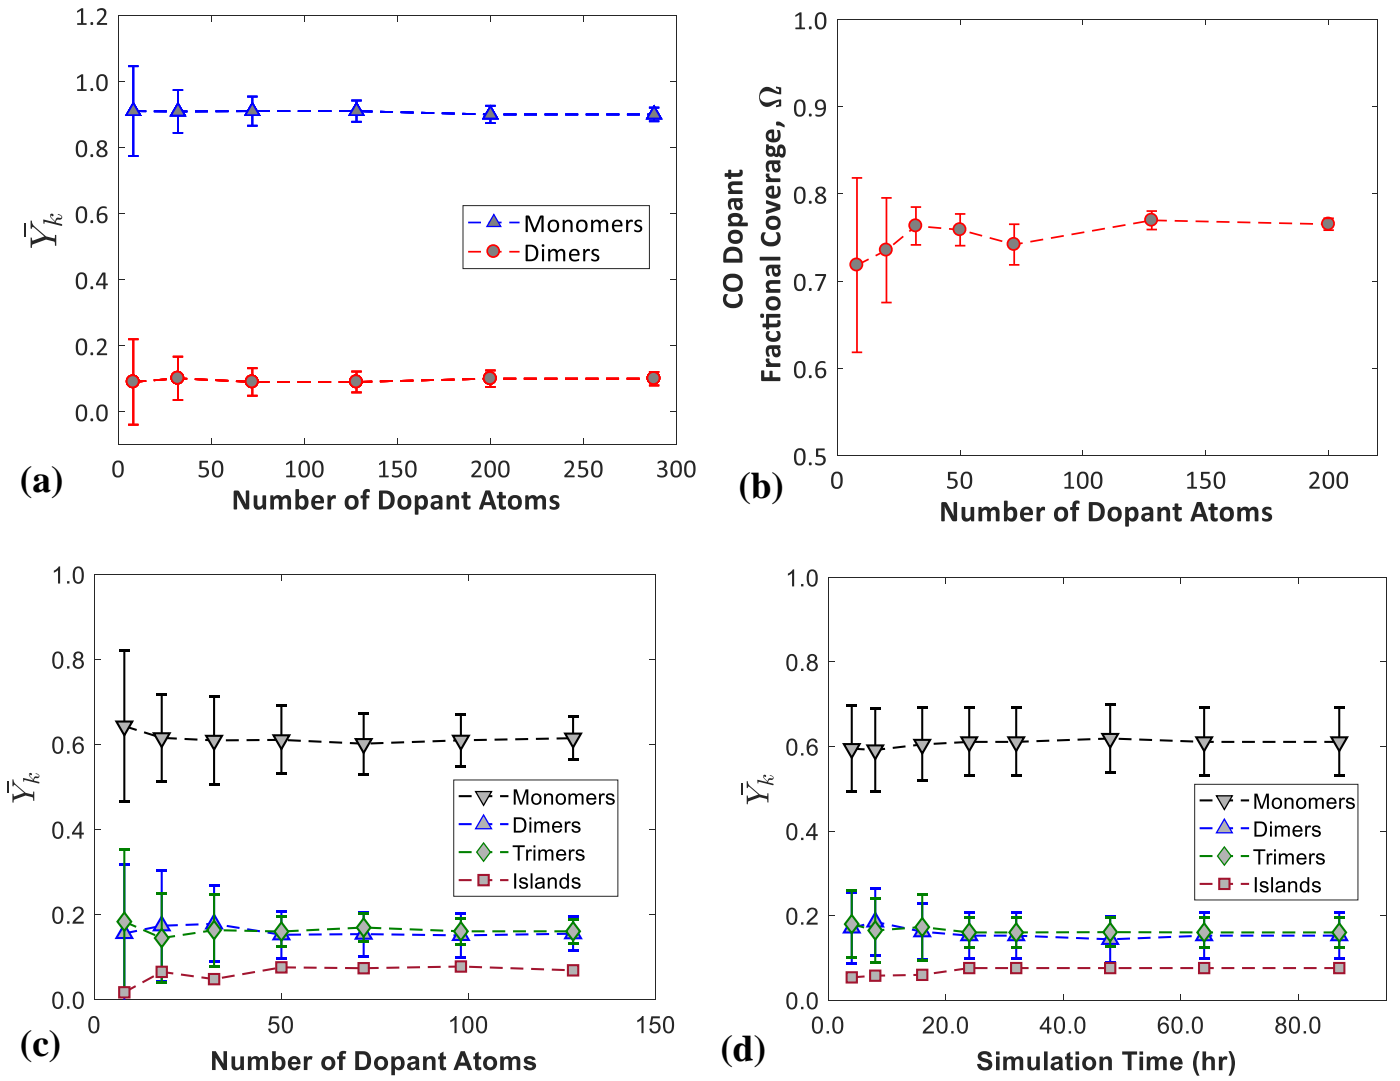 1.2
1.0
0.8
0.6
0.4
0.2
0.0
Ȳ̄k
Monomers
Dimers
0 50 100 150 200 250 300
Number of Dopant Atoms
(a)
1.0
0.9
0.8
0.7
0.6
0.5
CO Dopant
Fractional Coverage, Ω
0 50 100 150 200
Number of Dopant Atoms
(b)
1.0
0.8
0.6
0.4
0.2
0.0
Ȳ̄k
Monomers
Dimers
Trimers
Islands
0 50 100 150
Number of Dopant Atoms
(c)
1.0
0.8
0.6
0.4
0.2
0.0
Ȳ̄k
Monomers
Dimers
Trimers
Islands
0.0 20.0 40.0 60.0 80.0
Simulation Time (hr)
(d)